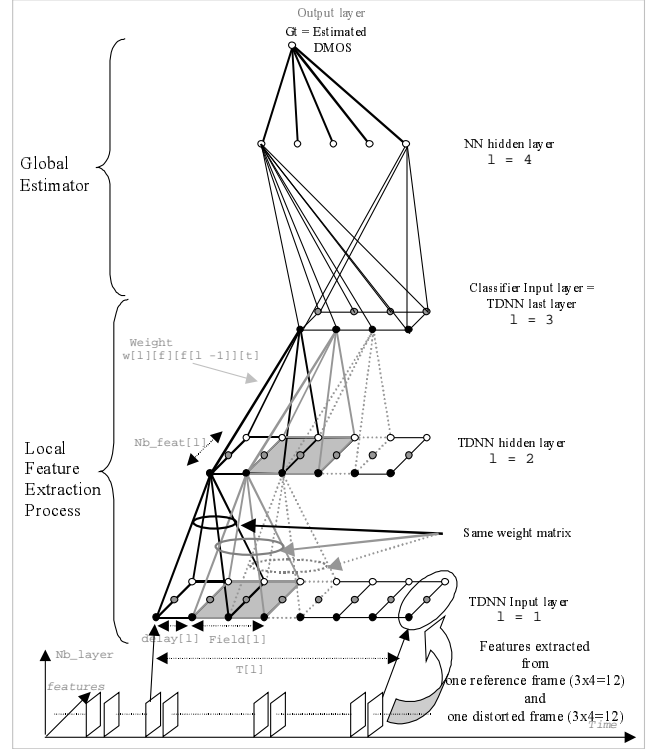 Output layer
Gt = Estimated
DMOS
NN hidden layer
l = 4
Global
Estimator
Classifier Input layer =
TDNN last layer
l = 3
Weight
w[l][f][f[l -1]][t]
Nb_feat[l]
TDNN hidden layer
l = 2
Local
Feature
Extraction
Process
Same weight matrix
TDNN Input layer
l = 1
delay[l] Field[l]
T[l]
Nb_layer
features
Features extracted
from
one reference frame (3x4=12)
and
one distorted frame (3x4=12)
Time